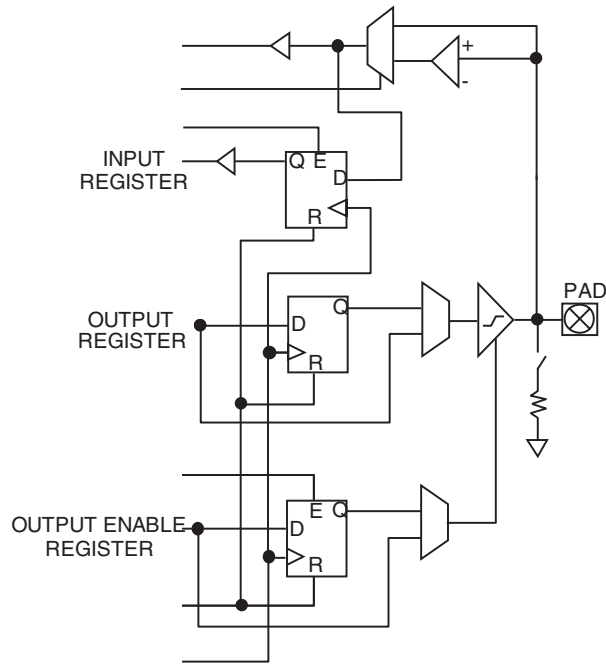 +
-
Q E
INPUT
REGISTER
D
R
Q
PAD
OUTPUT
REGISTER
D
R
E Q
OUTPUT ENABLE
REGISTER
D
R